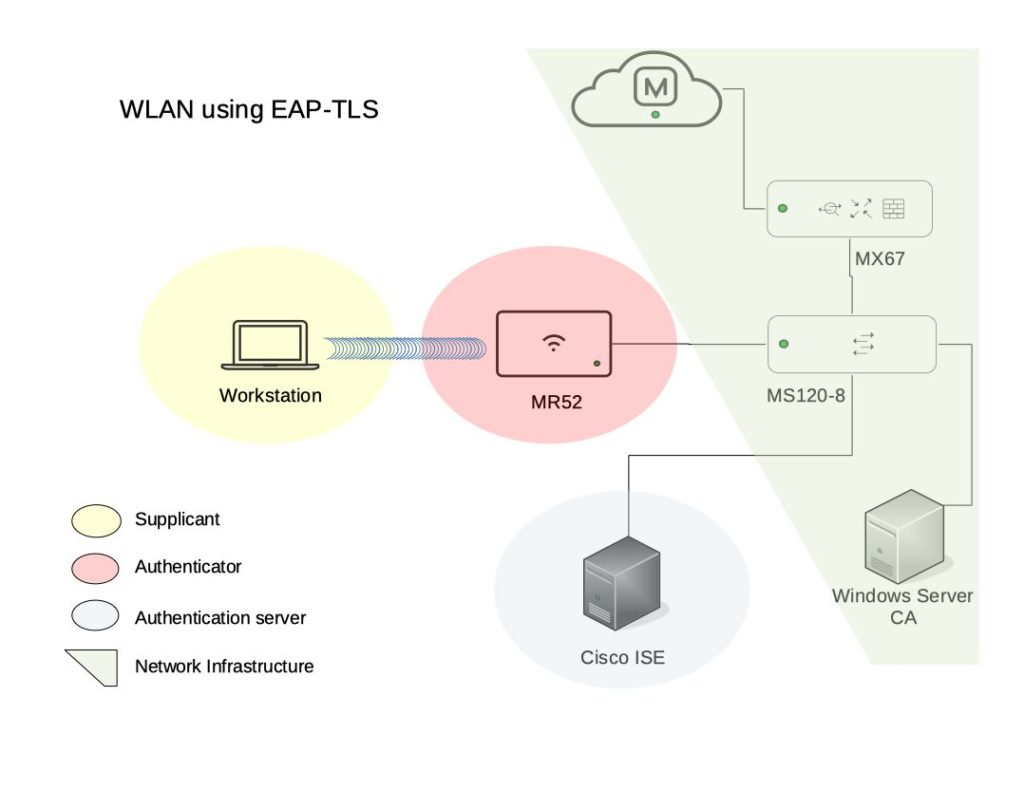 WLAN using EAP-TLS
M
MX67
Workstation
MR52
MS120-8
Supplicant
Authenticator
Authentication server
Network Infrastructure
Cisco ISE
Windows Server
CA